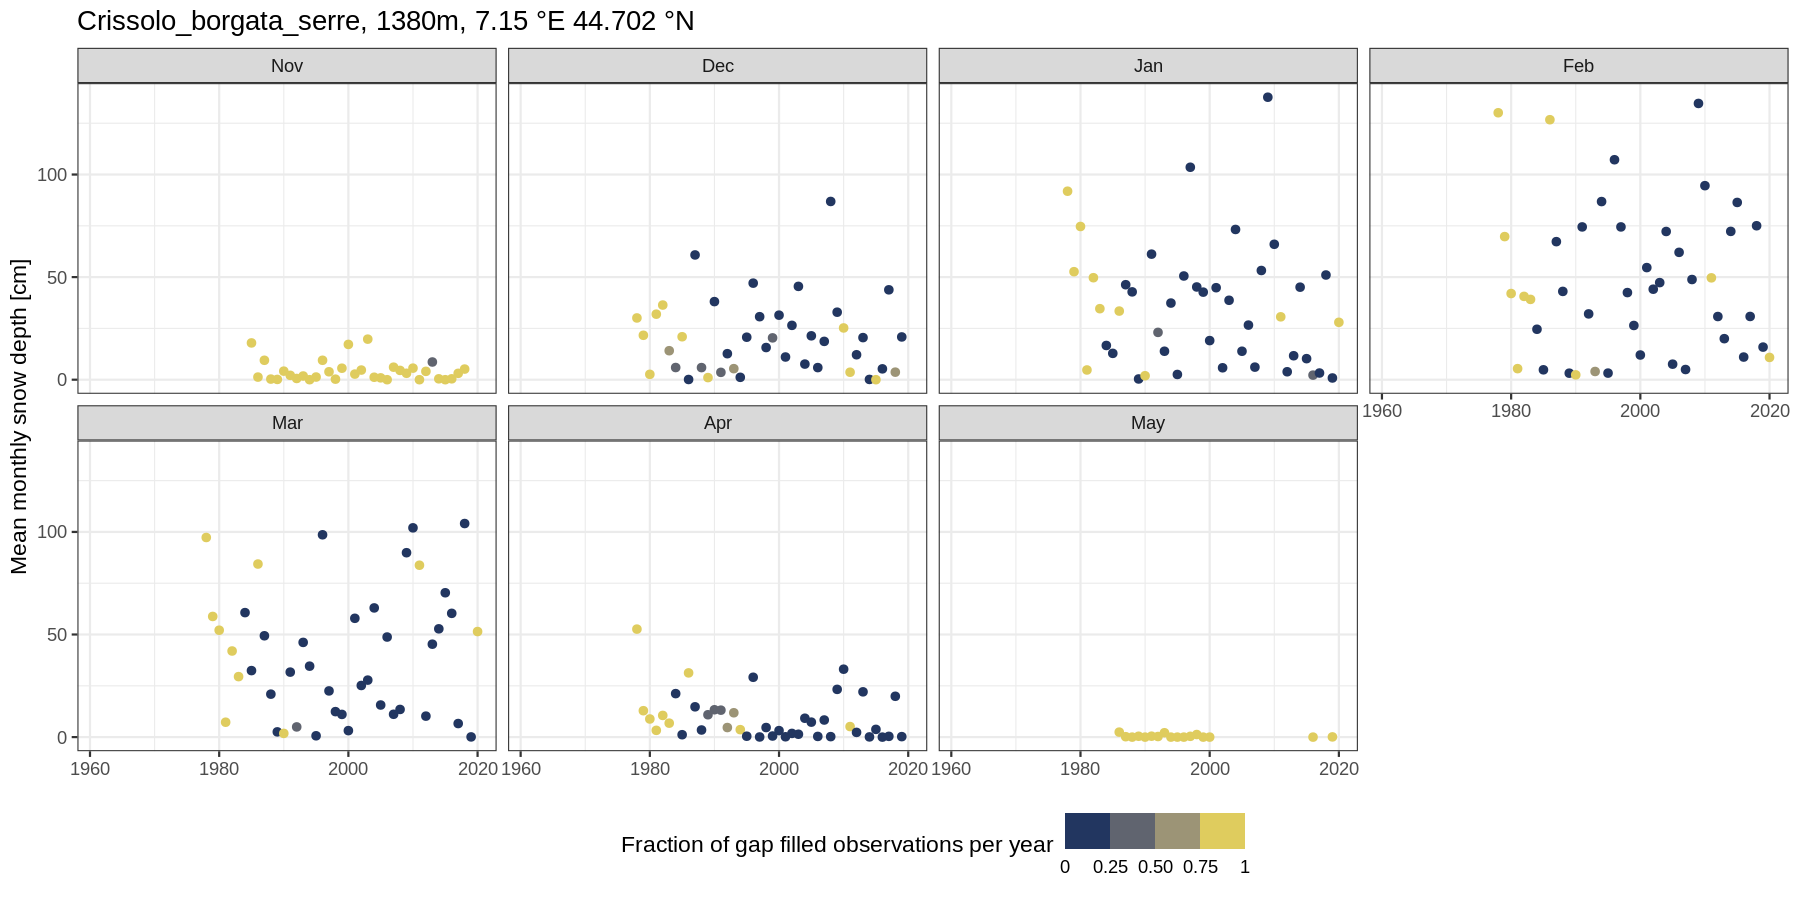 Crissolo_borgata_serre, 1380m, 7.15 °E 44.702 °N
Nov
Dec
Jan
Feb
Mean monthly snow depth [cm]
100
50
0
1960
1980
2000
2020
Mar
Apr
May
100
50
0
1960
1980
2000
2020
1960
1980
2000
2020
1960
1980
2000
2020
Fraction of gap filled observations per year
0
0.25
0.50
0.75
1